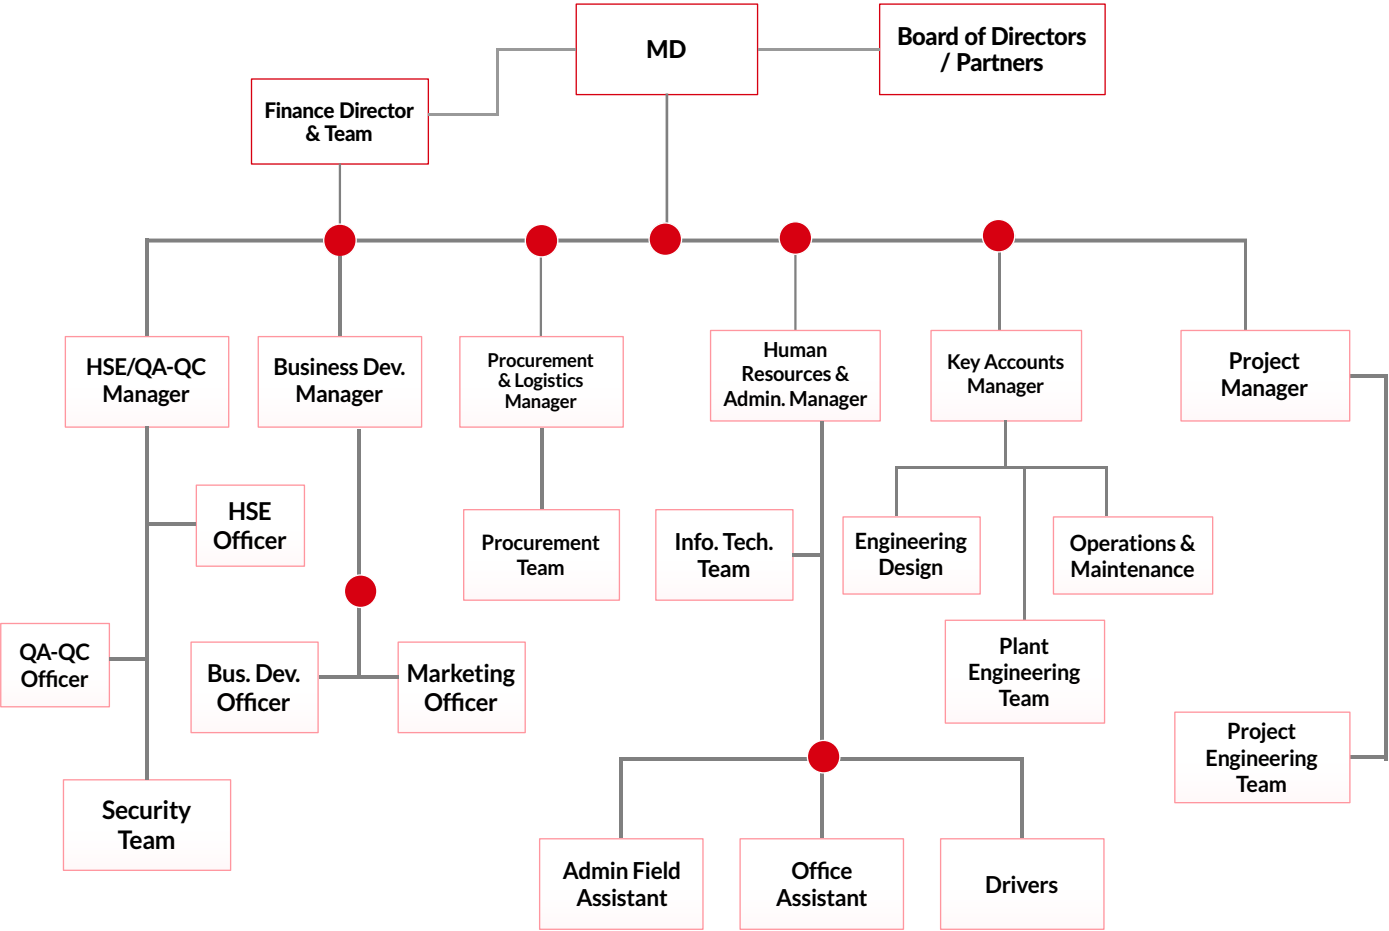 MD
Board of Directors
/ Partners
Finance Director
& Team
HSE/QA-QC
Manager
Business Dev.
Manager
Procurement
& Logistics
Manager
Human
Resources &
Admin. Manager
Key Accounts
Manager
Project
Manager
HSE
Officer
Procurement
Team
Info. Tech.
Team
Engineering
Design
Operations &
Maintenance
QA-QC
Officer
Bus. Dev.
Officer
Marketing
Officer
Plant
Engineering
Team
Project
Engineering
Team
Security
Team
Admin Field
Assistant
Office
Assistant
Drivers